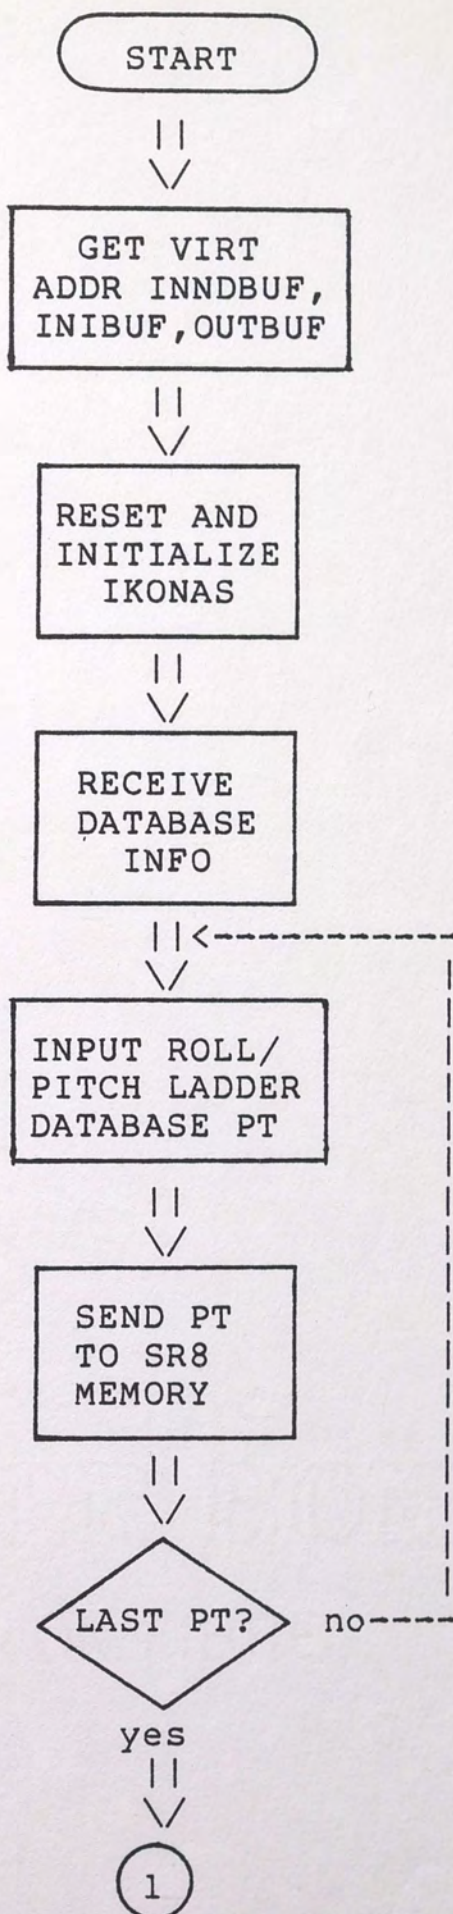 START
GET VIRT
ADDR INNDBUF,
INIBUF,OUTBUF
RESET AND
INITIALIZE
IKONAS
RECEIVE
DATABASE
INFO
INPUT ROLL/
PITCH LADDER
DATABASE PT
SEND PT
TO SR8
MEMORY
LAST PT? no
yes
1